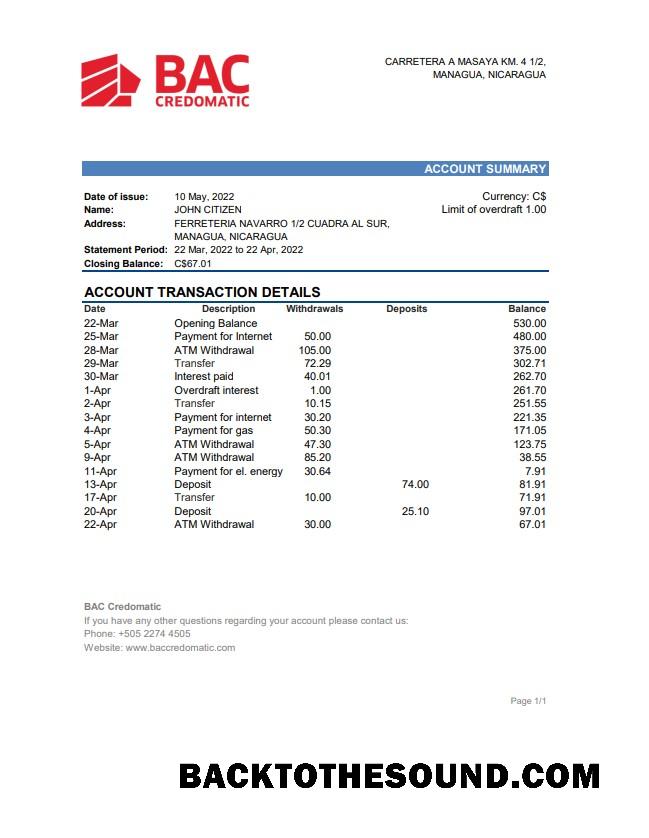 BAC
CREDOMATIC
CARRETERA A MASAYA KM. 4 1/2,
MANAGUA, NICARAGUA
ACCOUNT SUMMARY
Date of issue: 10 May, 2022 Currency: C$
Name: JOHN CITIZEN Limit of overdraft 1.00
Address: FERRETERIA NAVARRO 1/2 CUADRA AL SUR,
MANAGUA, NICARAGUA
Statement Period: 22 Mar, 2022 to 22 Apr, 2022
Closing Balance: C$67.01
ACCOUNT TRANSACTION DETAILS
Date Description Withdrawals Deposits Balance
22-Mar Opening Balance 530.00
25-Mar Payment for Internet 50.00 480.00
28-Mar ATM Withdrawal 105.00 375.00
29-Mar Transfer 72.29 302.71
30-Mar Interest paid 40.01 262.70
1-Apr Overdraft interest 1.00 261.70
2-Apr Transfer 10.15 251.55
3-Apr Payment for internet 30.20 221.35
4-Apr Payment for gas 50.30 171.05
5-Apr ATM Withdrawal 47.30 123.75
9-Apr ATM Withdrawal 85.20 38.55
11-Apr Payment for el. energy 30.64 7.91
13-Apr Deposit 74.00 81.91
17-Apr Transfer 10.00 71.91
20-Apr Deposit 25.10 97.01
22-Apr ATM Withdrawal 30.00 67.01
BAC Credomatic
If you have any other questions regarding your account please contact us:
Phone: +505 2274 4505
Website: www.baccredomatic.com
Page 1/1
BACKTOTHESOUND.COM